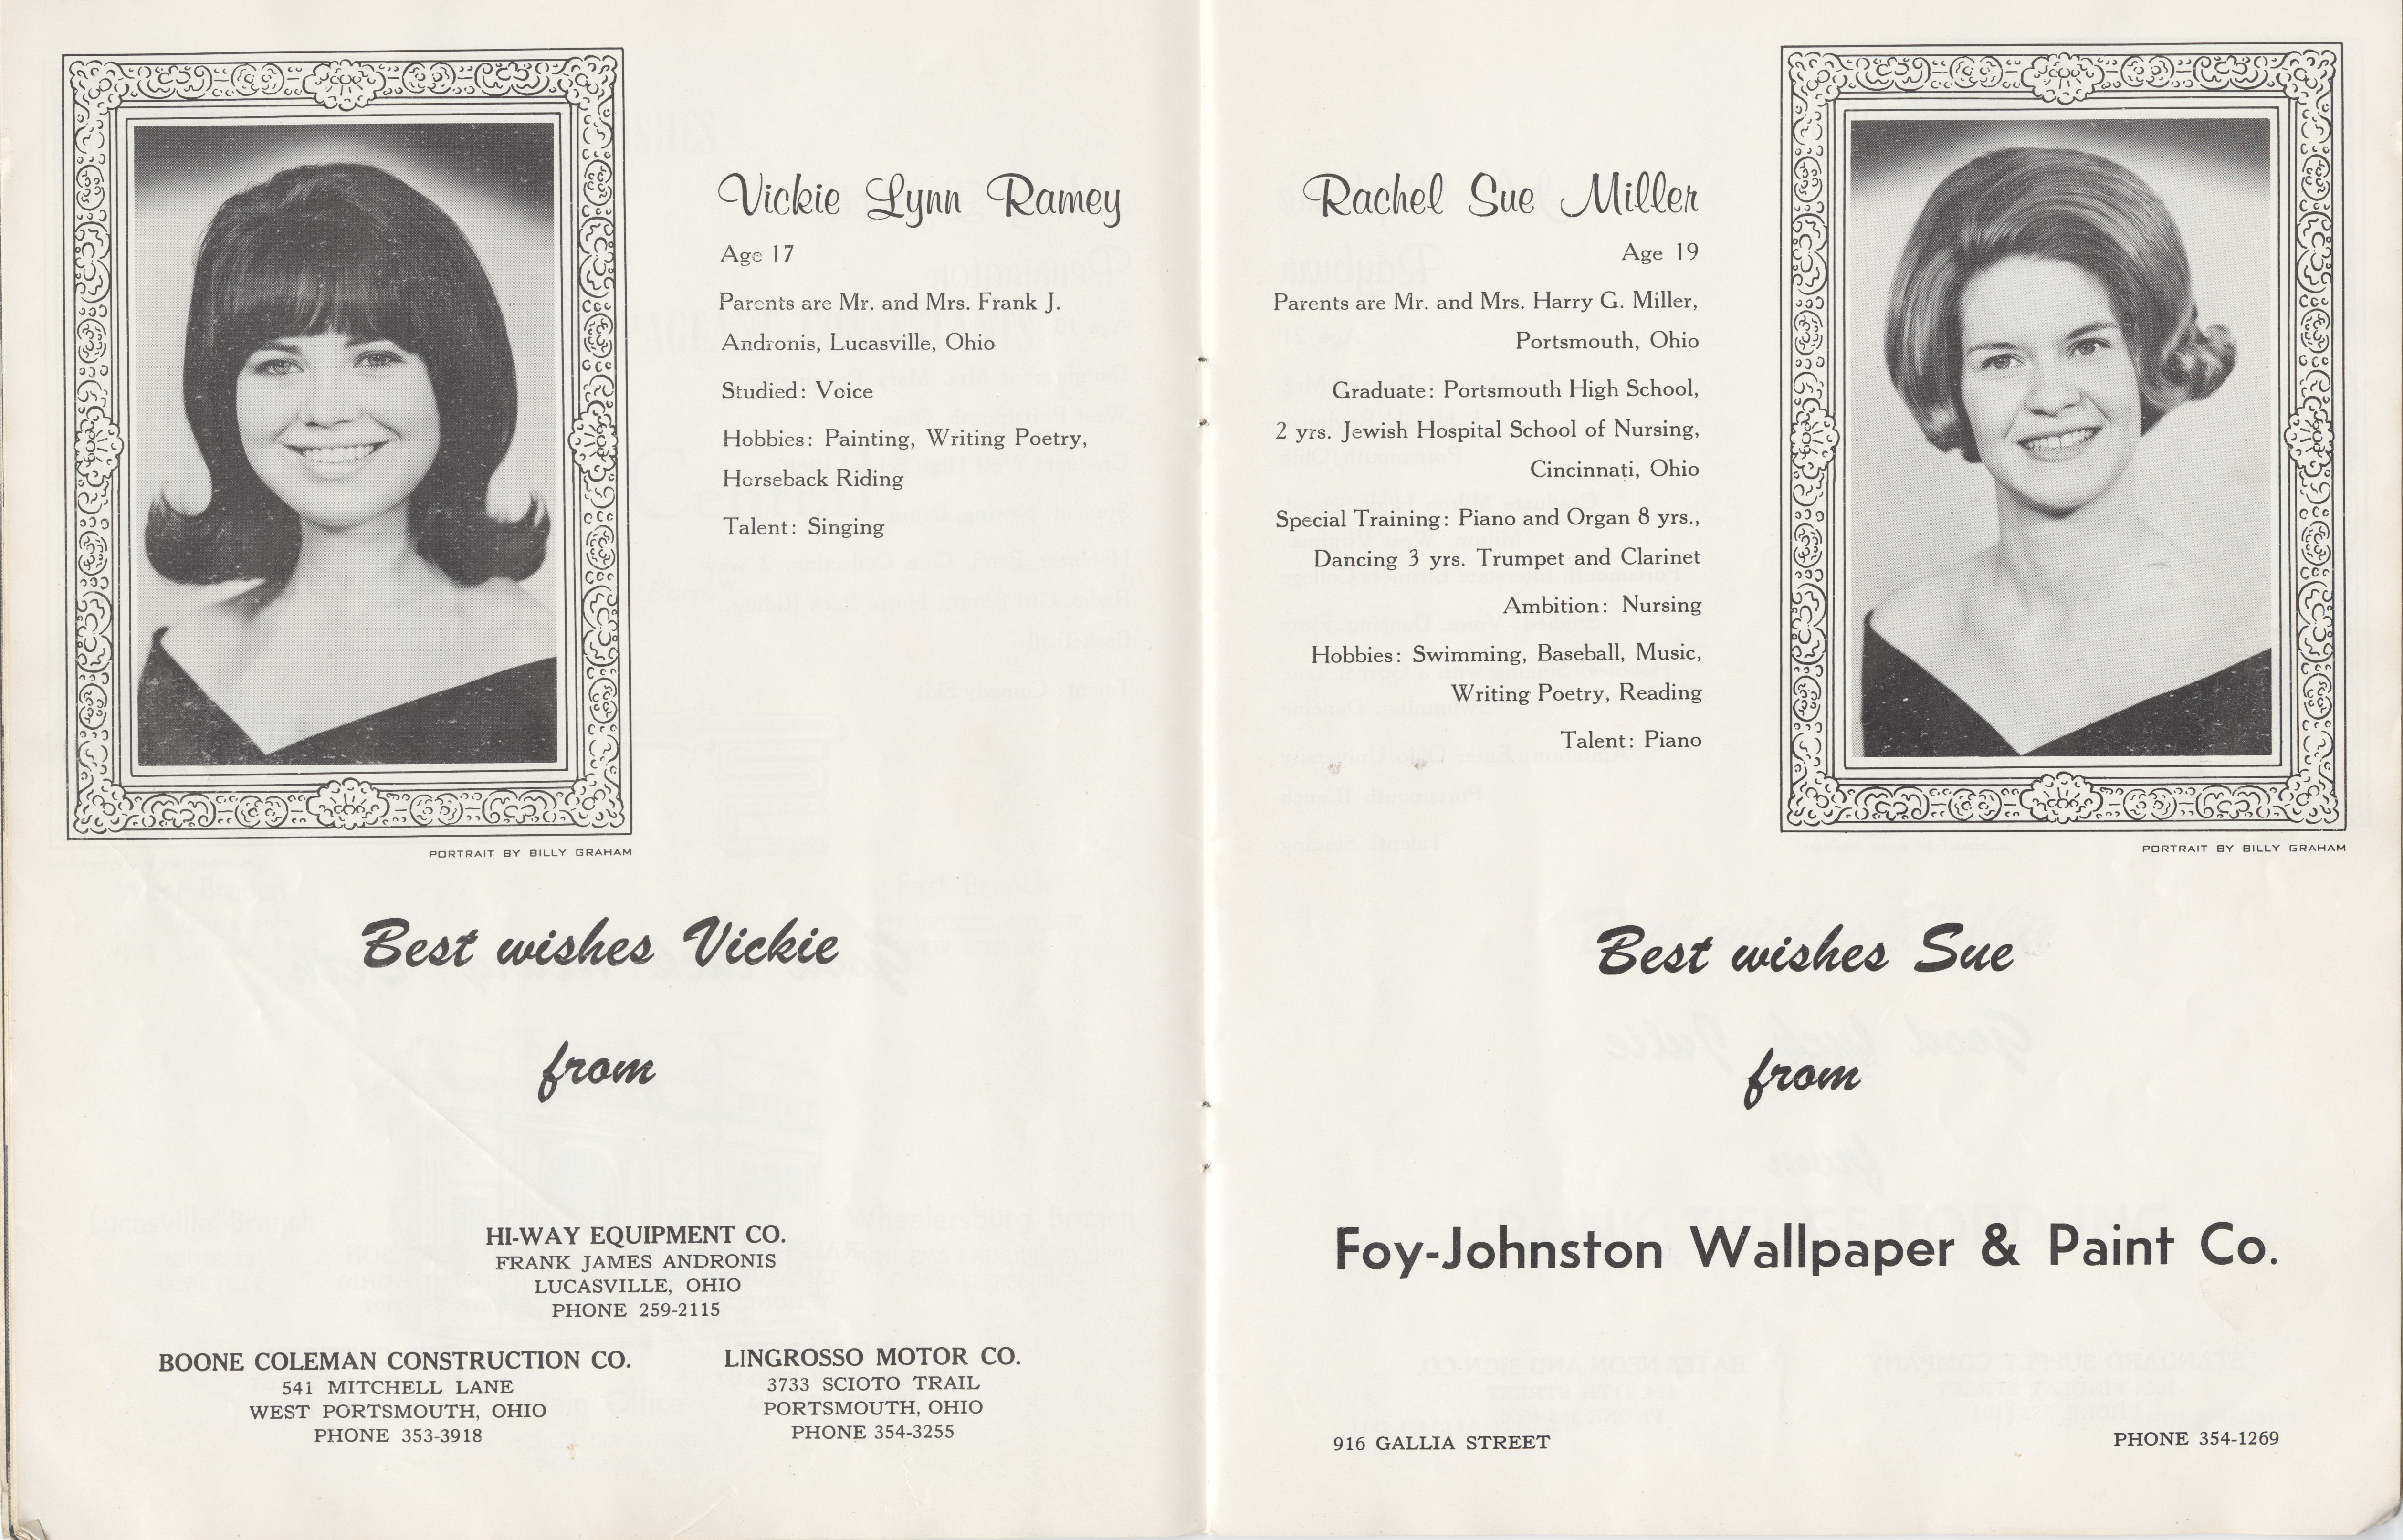 Vickie Lynn Ramey
Age 17
Parents are Mr. and Mrs. Frank J.
Andronis, Lucasville, Ohio
Studied: Voice
Hobbies: Painting, Writing Poetry,
Horseback Riding
Talent: Singing
PORTRAIT BY BILLY GRAHAM
Best wishes Vickie
from
HI-WAY EQUIPMENT CO.
FRANK JAMES ANDRONIS
LUCASVILLE, OHIO
PHONE 259-2115
BOONE COLEMAN CONSTRUCTION CO.
541 MITCHELL LANE
WEST PORTSMOUTH, OHIO
PHONE 353-3918
LINGROSSO MOTOR CO.
3733 SCIOTO TRAIL
PORTSMOUTH, OHIO
PHONE 354-3255
Rachel Sue Miller
Age 19
Parents are Mr. and Mrs. Harry G. Miller,
Portsmouth, Ohio
Graduate: Portsmouth High School,
2 yrs. Jewish Hospital School of Nursing,
Cincinnati, Ohio
Special Training: Piano and Organ 8 yrs.,
Dancing 3 yrs. Trumpet and Clarinet
Ambition: Nursing
Hobbies: Swimming, Baseball, Music,
Writing Poetry, Reading
Talent: Piano
PORTRAIT BY BILLY GRAHAM
Best wishes Sue
from
Foy-Johnston Wallpaper & Paint Co.
916 GALLIA STREET
PHONE 354-1269